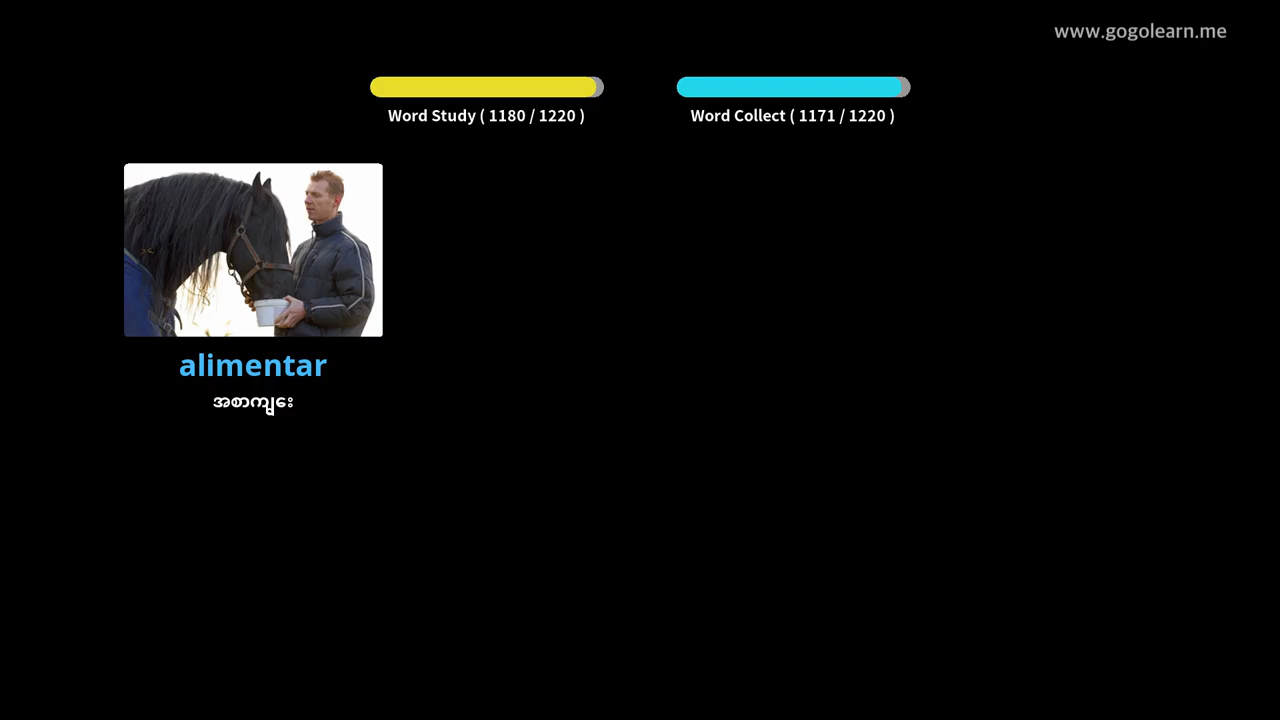 www.gogolearn.me
Word Study ( 1180 / 1220 )
Word Collect ( 1171 / 1220 )
alimentar
အစာကျွေး